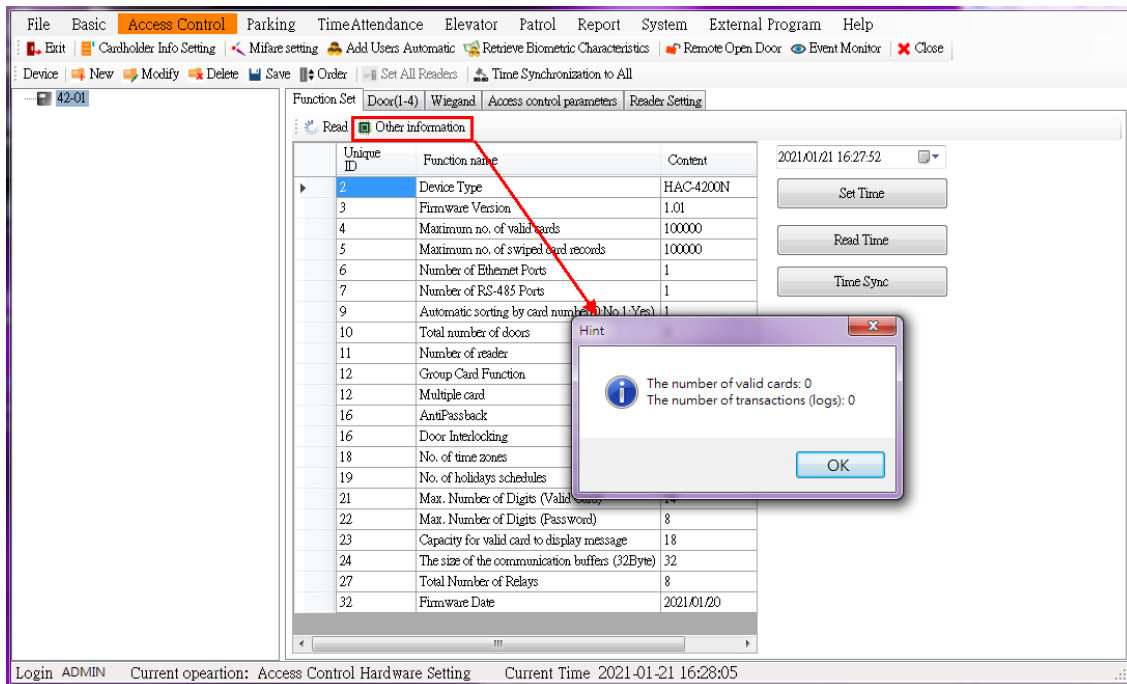 File Basic Access Control Parking TimeAttendance Elevator Patrol Report System External Program Help
Exit Cardholder Info Setting Mifare setting Add Users Automatic Retrieve Biometric Characteristics Remote Open Door Event Monitor Close
Device New Modify Delete Save Order Set All Readers Time Synchronization to All
42-01
Function Set Door(1-4) Wiegand Access control parameters Reader Setting
Read Other information
Unique ID Function name Content
2021/01/21 16:27:52
2 Device Type HAC-4200N
Set Time
3 Firmware Version 1.01
4 Maximum no. of valid cards 100000
5 Maximum no. of swiped card records 100000
Read Time
6 Number of Ethernet Ports 1
7 Number of RS-485 Ports 1
Time Sync
9 Automatic sorting by card number(0:No 1:Yes) 1
10 Total number of doors
11 Number of reader
12 Group Card Function
12 Multiple card
16 AntiPassback
16 Door Interlocking
18 No. of time zones
19 No. of holidays schedules
21 Max. Number of Digits (Valid Card) 14
22 Max. Number of Digits (Password) 8
23 Capacity for valid card to display message 18
24 The size of the communication buffers (32Byte) 32
27 Total Number of Relays 8
32 Firmware Date 2021/01/20
Hint
The number of valid cards: 0
The number of transactions (logs): 0
OK
Login ADMIN Current opeartion: Access Control Hardware Setting Current Time 2021-01-21 16:28:05